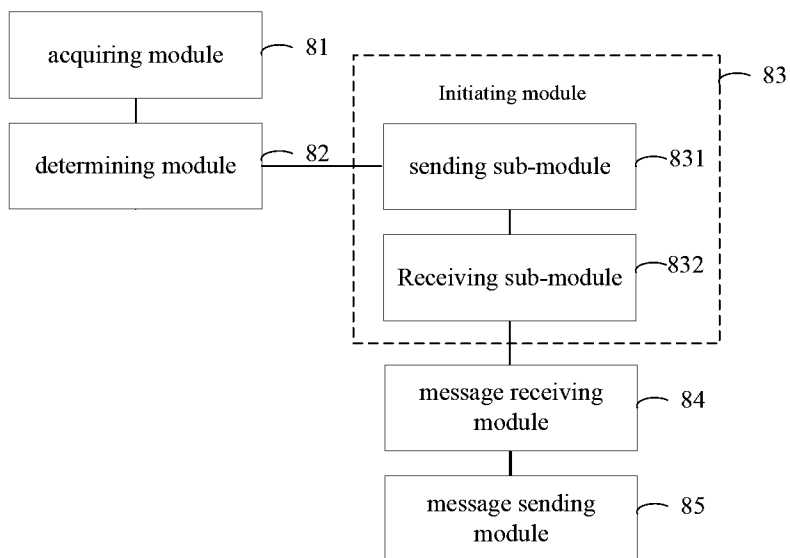 acquiring module
81
83
Initiating module
determining module
82
sending sub-module
831
Receiving sub-module
832
message receiving
module
84
message sending
module
85